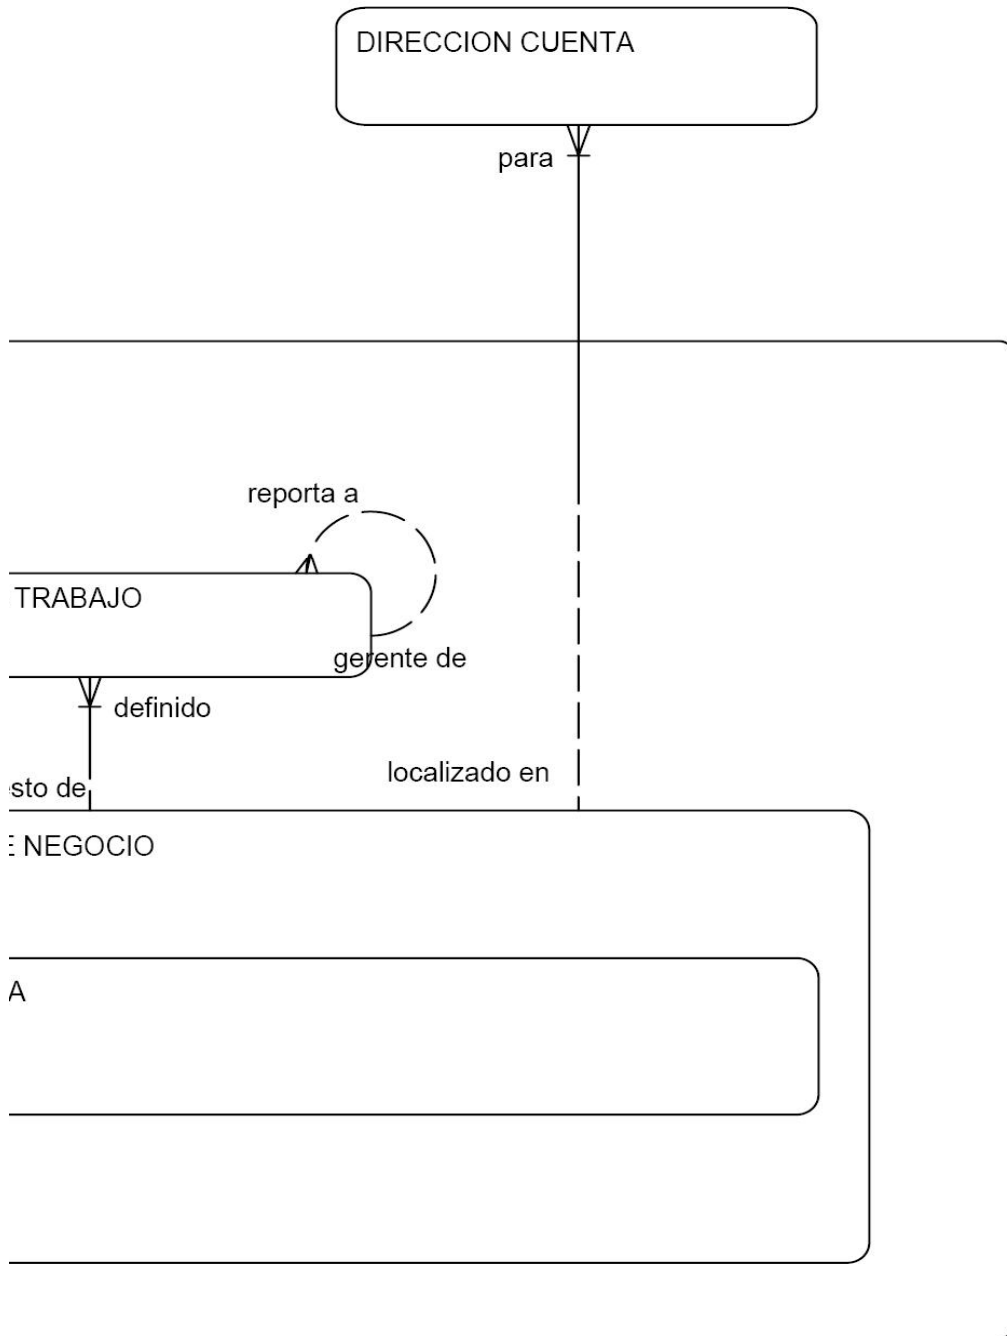 DIRECCION CUENTA
para
reporta a
TRABAJO
gerente de
definido
localizado en
sto de
E NEGOCIO
A